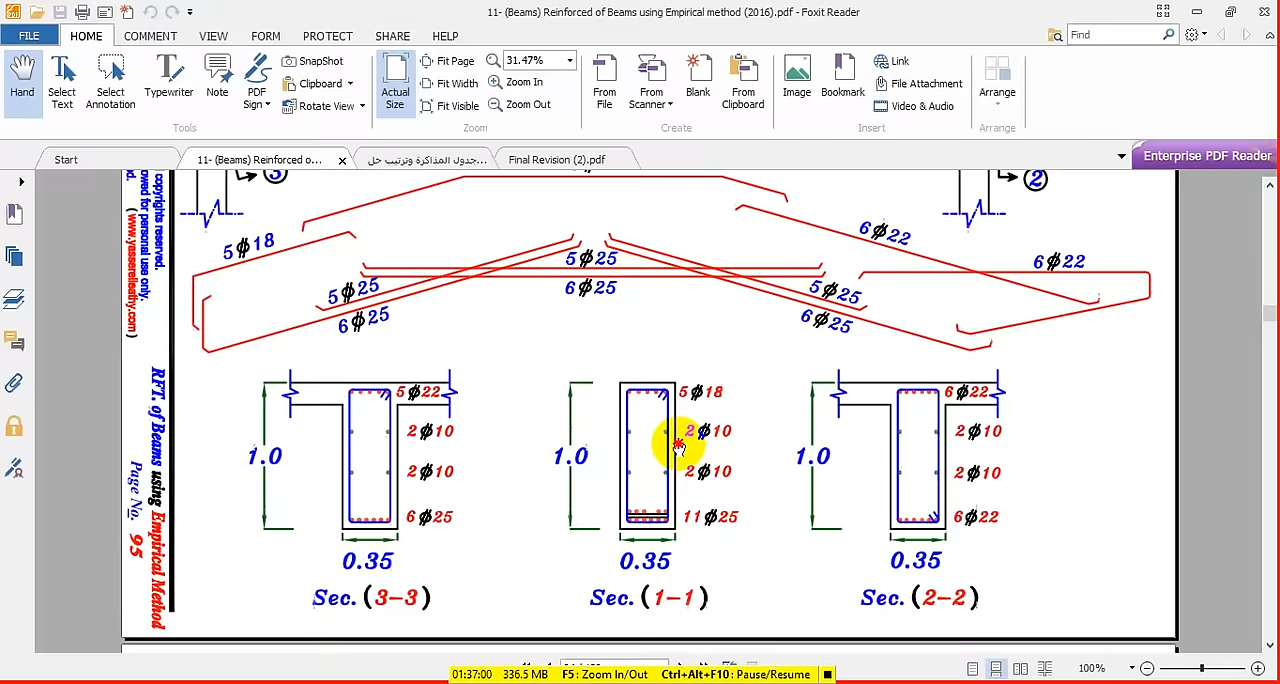 11- (Beams) Reinforced of Beams using Empirical method (2016).pdf - Foxit Reader
FILE HOME COMMENT VIEW FORM PROTECT SHARE HELP
Find
Hand
Select Text
Select Annotation
Typewriter
Note
PDF Sign
SnapShot
Clipboard
Rotate View
Tools
Actual Size
Fit Page
Fit Width
Fit Visible
31.47%
Zoom In
Zoom Out
Zoom
From File
From Scanner
Blank
From Clipboard
Create
Image
Bookmark
Link
File Attachment
Video & Audio
Insert
Arrange
Arrange
Start
11- (Beams) Reinforced o...
جدول المذاكرة وترتيب حل...
Final Revision (2).pdf
Enterprise PDF Reader
copyrights reserved.
owed for personal use only.
d. (www.yasserelleathy.com)
RFT. of Beams using Empirical Method
Page No. 95
3
2
5ϕ18
6ϕ22
5ϕ25
6ϕ22
5ϕ25
6ϕ25
5ϕ25
6ϕ25
6ϕ25
1.0
5ϕ22
2ϕ10
2ϕ10
6ϕ25
0.35
Sec. (3-3)
1.0
5ϕ18
2ϕ10
2ϕ10
11ϕ25
0.35
Sec. (1-1)
1.0
6ϕ22
2ϕ10
2ϕ10
6ϕ22
0.35
Sec. (2-2)
100%
01:37:00 336.5 MB F5: Zoom In/Out Ctrl+Alt+F10: Pause/Resume